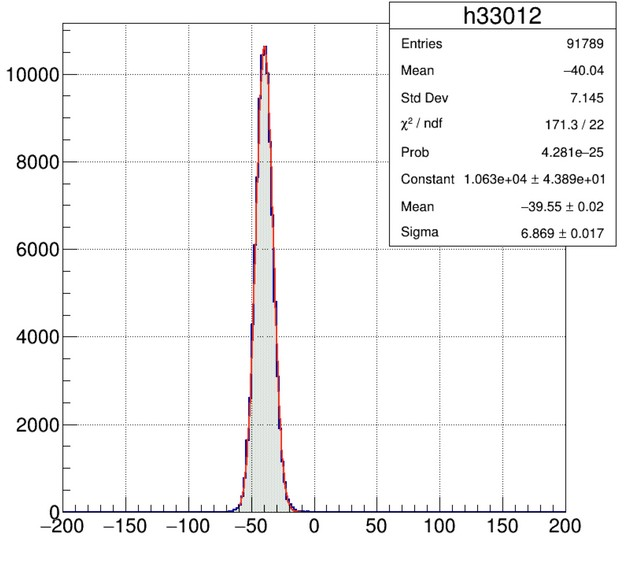 h33012
Entries 91789
Mean −40.04
Std Dev 7.145
χ² / ndf 171.3 / 22
Prob 4.281e−25
Constant 1.063e+04 ± 4.389e+01
Mean −39.55 ± 0.02
Sigma 6.869 ± 0.017
10000
8000
6000
4000
2000
0
−200 −150 −100 −50 0 50 100 150 200